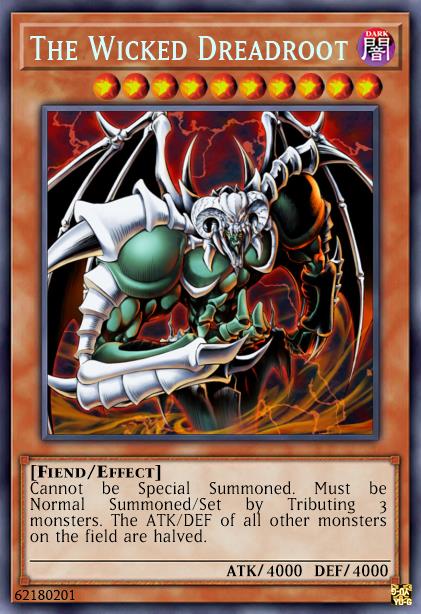 THE WICKED DREADROOT
DARK
闇
[FIEND/EFFECT]
Cannot be Special Summoned. Must be
Normal Summoned/Set by Tributing 3
monsters. The ATK/DEF of all other monsters
on the field are halved.
ATK/4000 DEF/4000
62180201